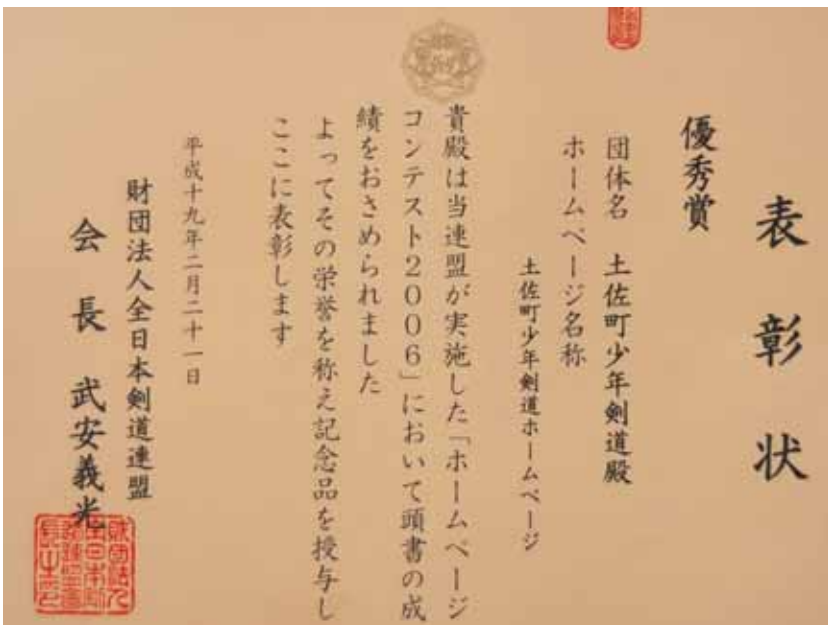 表彰状
優秀賞
団体名 土佐町少年剣道殿
ホームページ名称
土佐町少年剣道ホームページ
貴殿は当連盟が実施した「ホームページ
コンテスト2006」において頭書の成
績をおさめられました
よってその栄誉を称え記念品を授与し
ここに表彰します
平成十九年二月二十一日
財団法人全日本剣道連盟
会長 武安義光